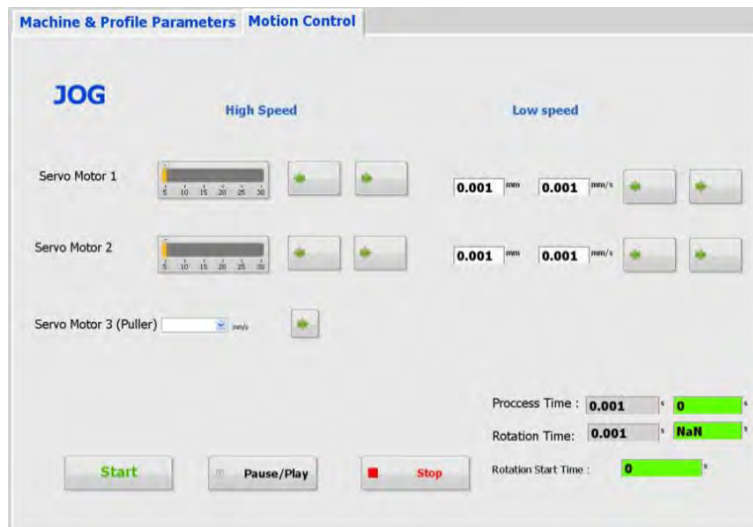 Machine & Profile Parameters Motion Control
JOG
High Speed Low speed
Servo Motor 1
5 10 15 20 25 30
0.001 mm 0.001 mm/s
Servo Motor 2
5 10 15 20 25 30
0.001 mm 0.001 mm/s
Servo Motor 3 (Puller) mm/s
Proccess Time : 0.001 s 0 s
Rotation Time: 0.001 s NaN s
Rotation Start Time : 0 s
Start Pause/Play Stop